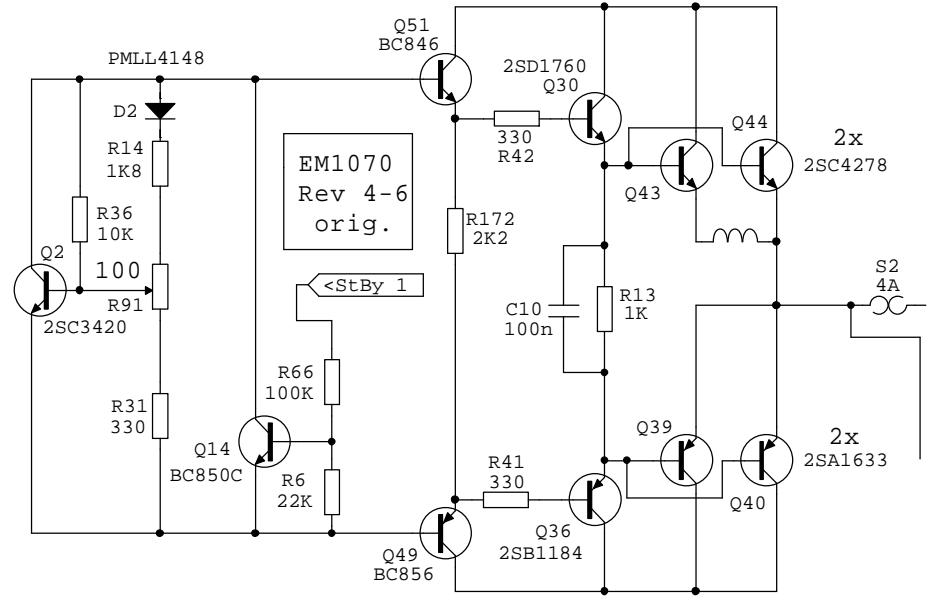 Q51
BC846
PMLL4148
2SD1760
Q30
D2
330
R42
Q44
2x
2SC4278
R14
1K8
EM1070
Rev 4-6
orig.
Q43
R36
10K
R172
2K2
Q2
100
<StBy 1
R91
2SC3420
S2
4A
C10
100n
R13
1K
R66
100K
R31
330
Q39
2x
2SA1633
Q14
BC850C
R41
330
R6
22K
Q40
Q36
2SB1184
Q49
BC856